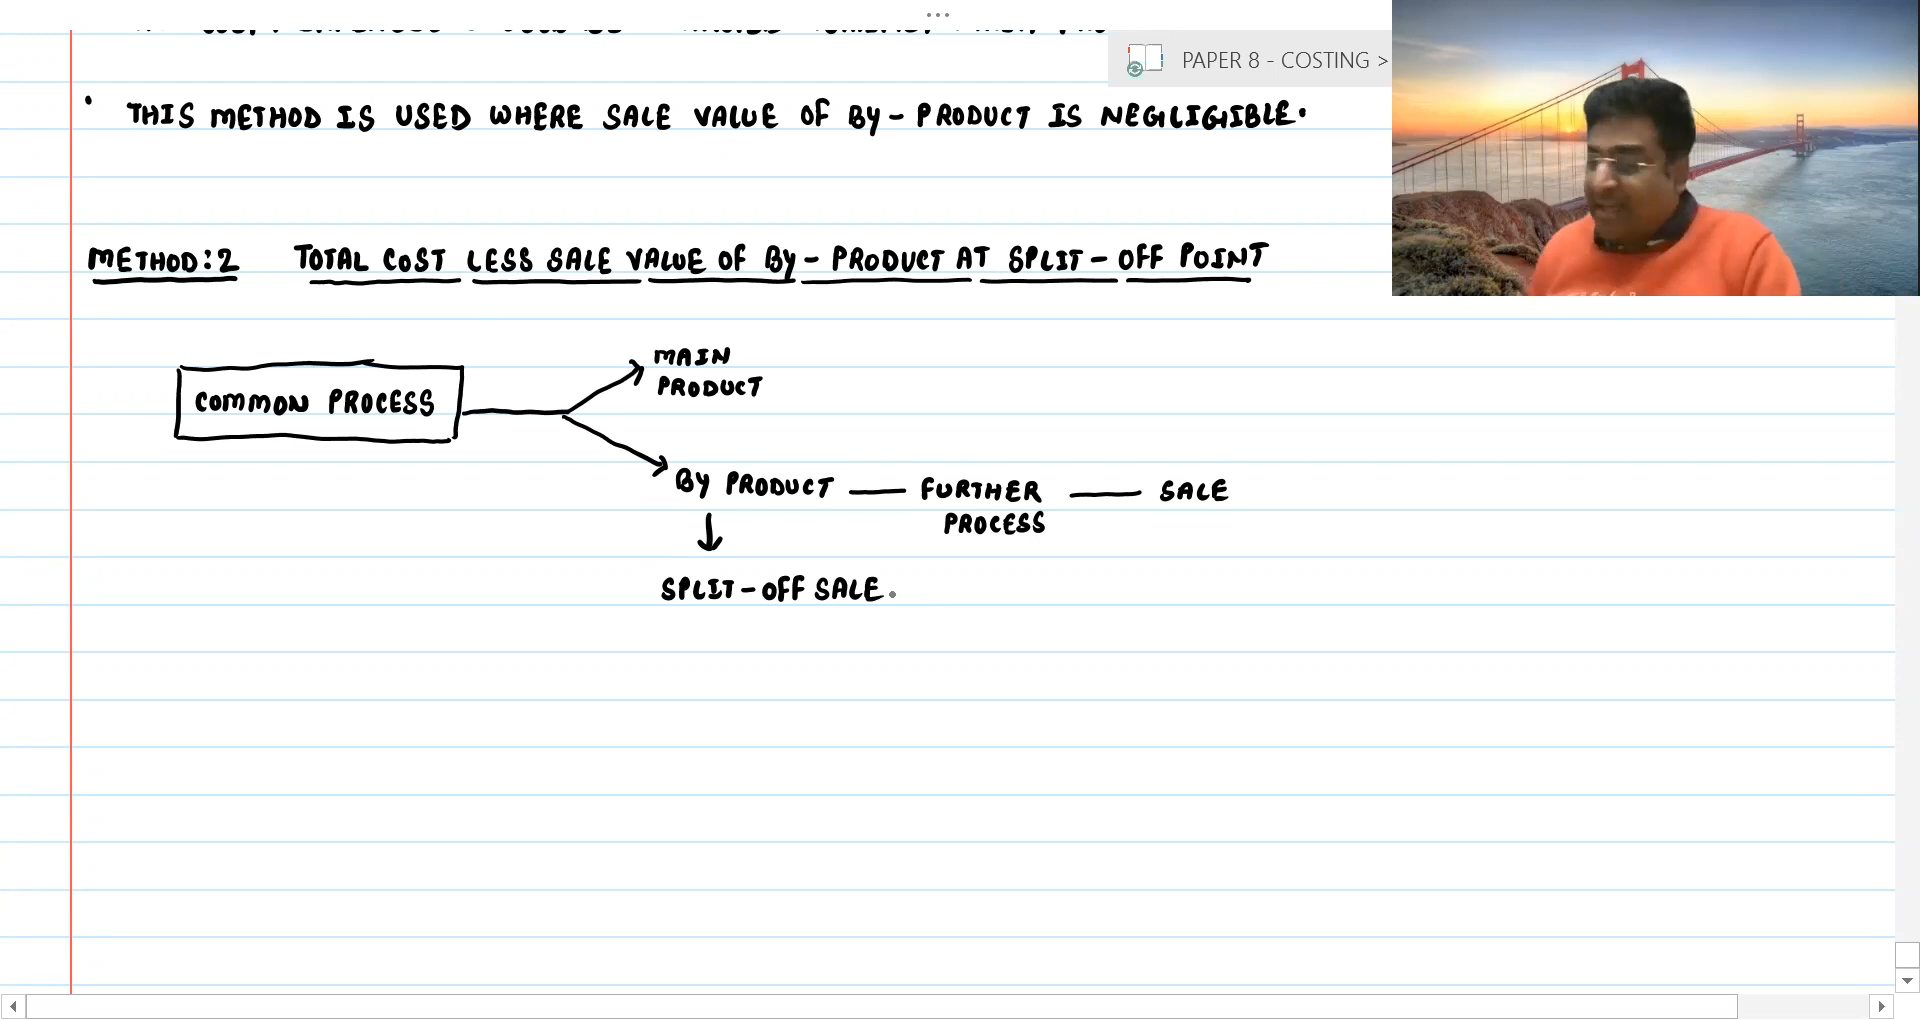 PAPER 8 - COSTING >
• THIS METHOD IS USED WHERE SALE VALUE OF BY-PRODUCT IS NEGLIGIBLE.
METHOD:2 TOTAL COST LESS SALE VALUE OF BY-PRODUCT AT SPLIT-OFF POINT
MAIN
PRODUCT
COMMON PROCESS
BY PRODUCT — FURTHER — SALE
PROCESS
SPLIT-OFF SALE.